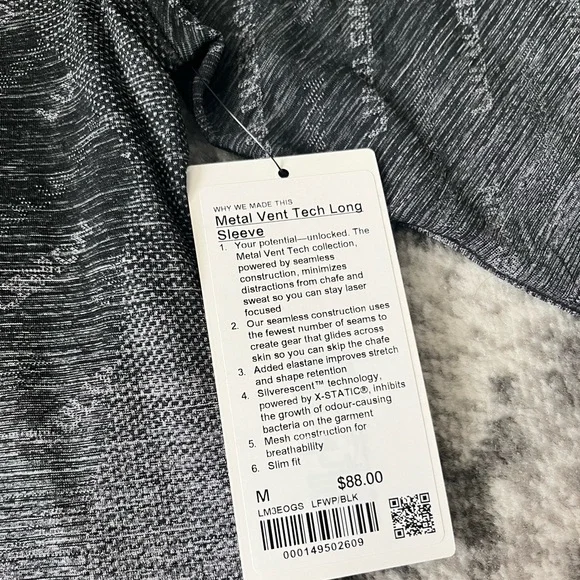 WHY WE MADE THIS
Metal Vent Tech Long
Sleeve
1. Your potential—unlocked. The
Metal Vent Tech collection,
powered by seamless
construction, minimizes
distractions from chafe and
sweat so you can stay laser
focused
2. Our seamless construction uses
the fewest number of seams to
create gear that glides across
skin so you can skip the chafe
3. Added elastane improves stretch
and shape retention
4. Silverescent™ technology,
powered by X-STATIC®, inhibits
the growth of odour-causing
bacteria on the garment
5. Mesh construction for
breathability
6. Slim fit
M $88.00
LM3EOGS LFWP/BLK
000149502609